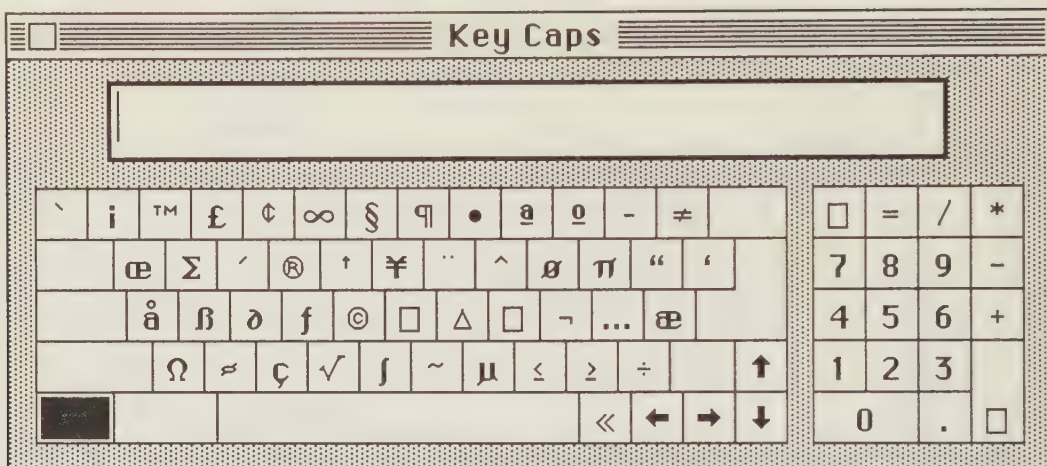 Key Caps
` ¡ ™ £ ¢ ∞ § ¶ • ª º – ≠ □ = / *
œ Σ ´ ® † ¥ ¨ ^ ø π “ ‘ 7 8 9 –
å ß ∂ ƒ © □ Δ □ ¬ … æ 4 5 6 +
Ω ≈ ç √ ∫ ~ µ ≤ ≥ ÷ ↑ 1 2 3
« ← → ↓ 0 . □